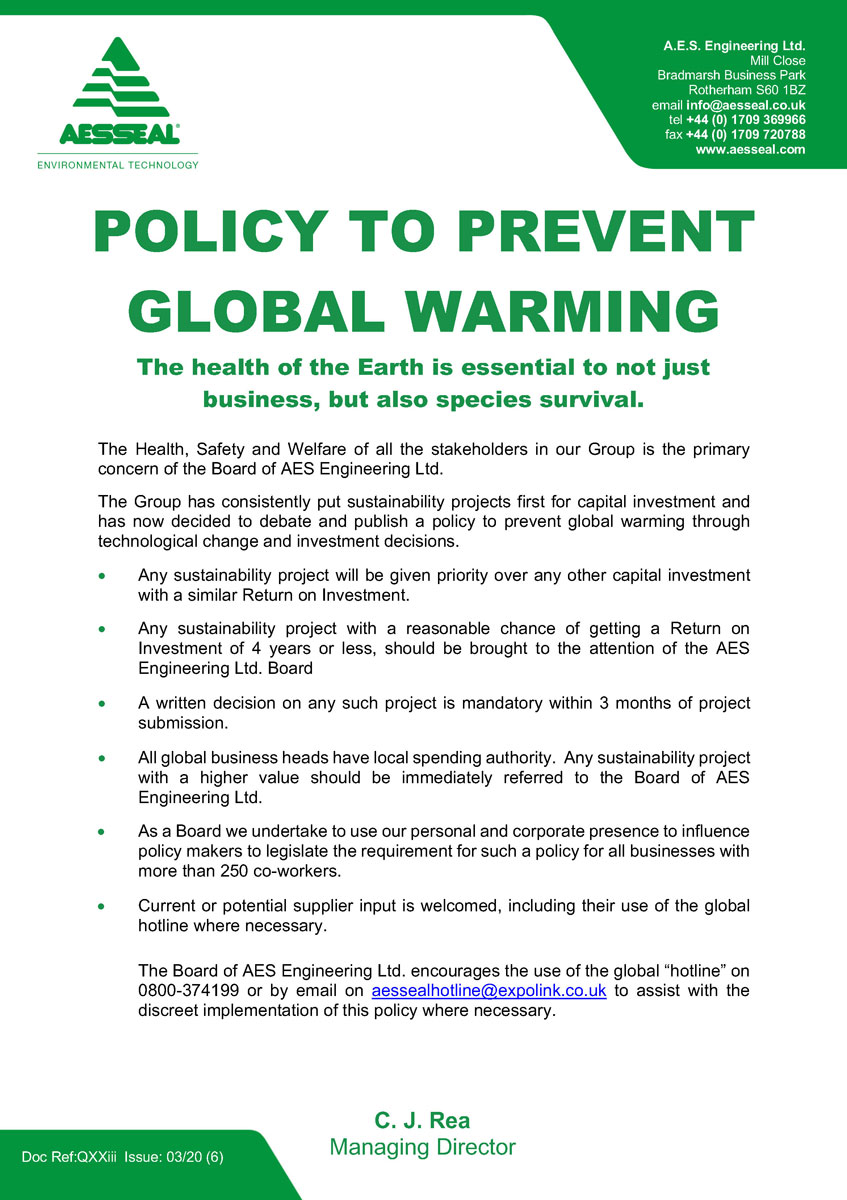 AESSEAL®
ENVIRONMENTAL TECHNOLOGY
A.E.S. Engineering Ltd.
Mill Close
Bradmarsh Business Park
Rotherham S60 1BZ
email info@aesseal.co.uk
tel +44 (0) 1709 369966
fax +44 (0) 1709 720788
www.aesseal.com
POLICY TO PREVENT
GLOBAL WARMING
The health of the Earth is essential to not just
business, but also species survival.
The Health, Safety and Welfare of all the stakeholders in our Group is the primary
concern of the Board of AES Engineering Ltd.
The Group has consistently put sustainability projects first for capital investment and
has now decided to debate and publish a policy to prevent global warming through
technological change and investment decisions.
• Any sustainability project will be given priority over any other capital investment
with a similar Return on Investment.
• Any sustainability project with a reasonable chance of getting a Return on
Investment of 4 years or less, should be brought to the attention of the AES
Engineering Ltd. Board
• A written decision on any such project is mandatory within 3 months of project
submission.
• All global business heads have local spending authority.  Any sustainability project
with a higher value should be immediately referred to the Board of AES
Engineering Ltd.
• As a Board we undertake to use our personal and corporate presence to influence
policy makers to legislate the requirement for such a policy for all businesses with
more than 250 co-workers.
• Current or potential supplier input is welcomed, including their use of the global
hotline where necessary.
The Board of AES Engineering Ltd. encourages the use of the global “hotline” on
0800-374199 or by email on aessealhotline@expolink.co.uk to assist with the
discreet implementation of this policy where necessary.
C. J. Rea
Managing Director
Doc Ref:QXXiii  Issue: 03/20 (6)